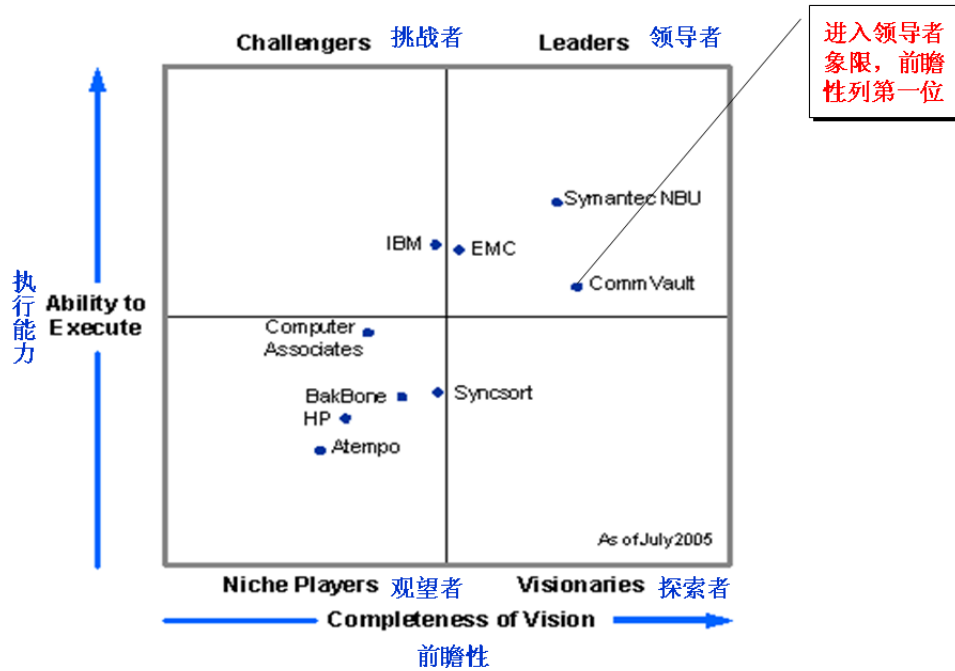 Challengers 挑战者 Leaders 领导者
进入领导者
象限，前瞻
性列第一位
Symantec NBU
IBM EMC
CommVault
执行能力
Ability to
Execute
Computer
Associates
BakBone Syncsort
HP
Atempo
As of July 2005
Niche Players 观望者 Visionaries 探索者
Completeness of Vision
前瞻性